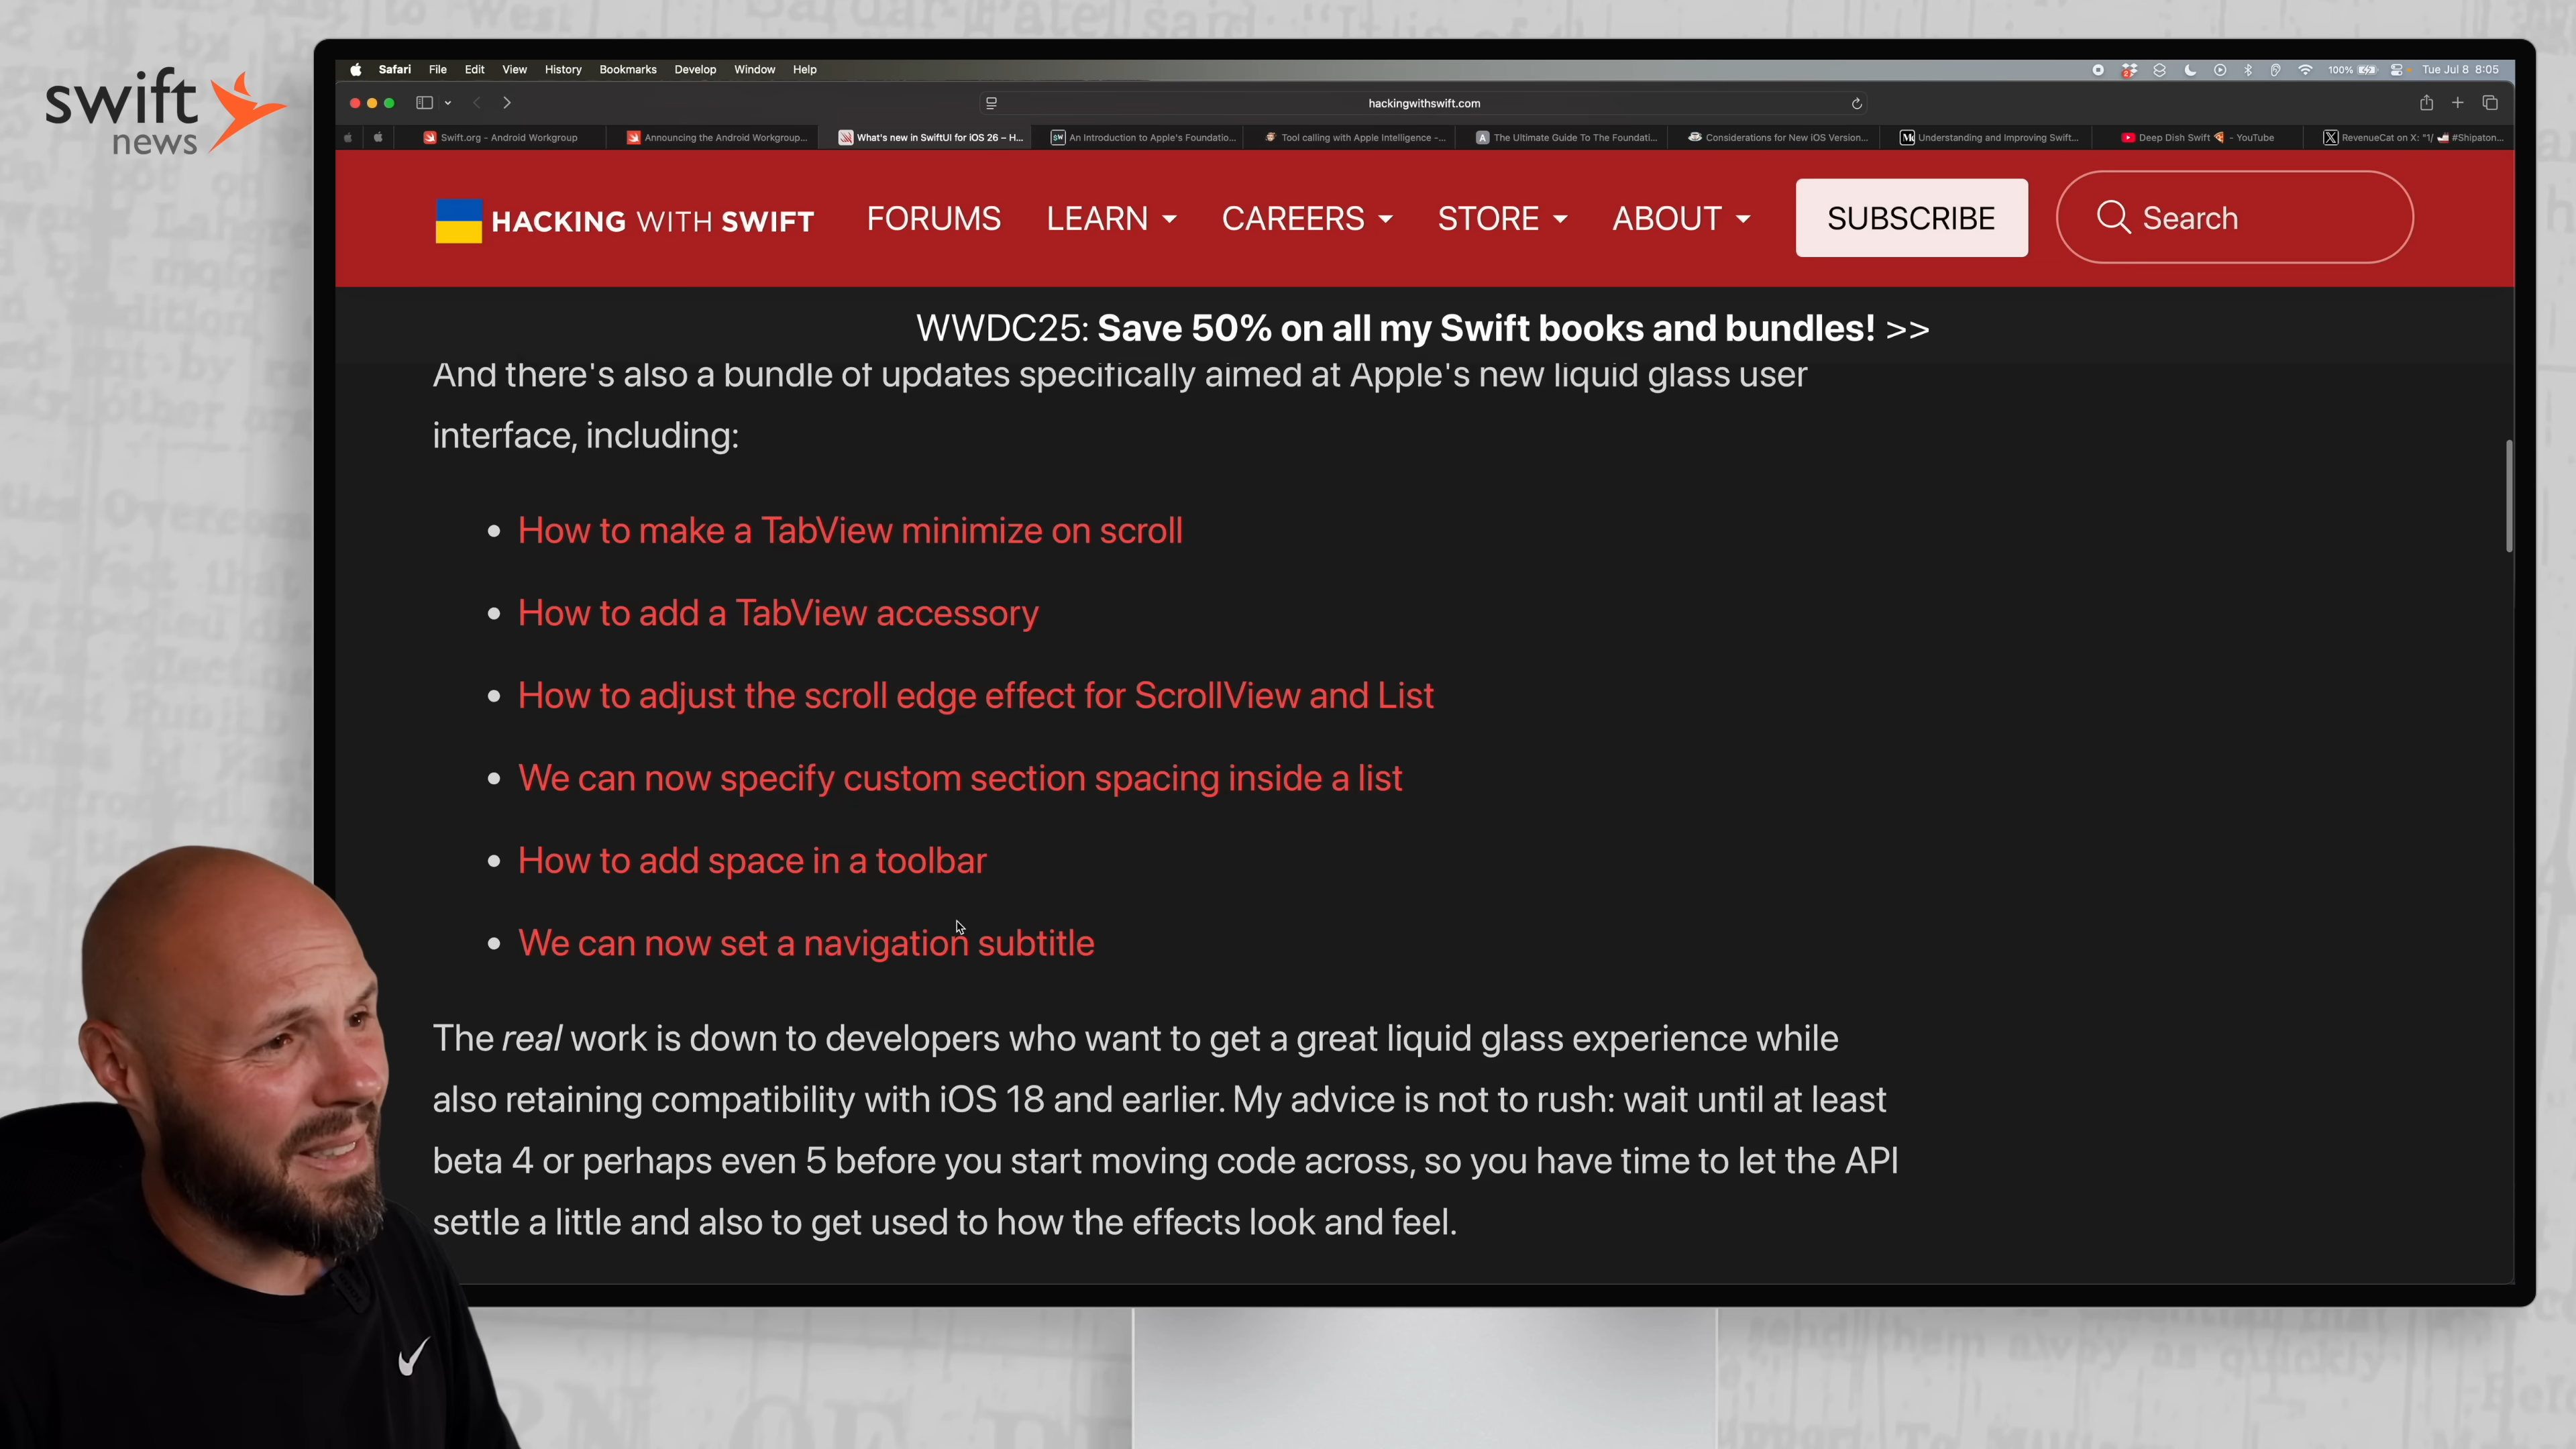 swift
news
Safari File Edit View History Bookmarks Develop Window Help
100% Tue Jul 8 8:05
hackingwithswift.com
Swift.org - Android Workgroup
Announcing the Android Workgroup...
What's new in SwiftUI for iOS 26 – H...
An Introduction to Apple's Foundatio...
Tool calling with Apple Intelligence -...
The Ultimate Guide To The Foundati...
Considerations for New iOS Version...
Understanding and Improving Swift...
Deep Dish Swift 🍕 - YouTube
RevenueCat on X: "1/ 🚢 #Shipaton...
HACKING WITH SWIFT FORUMS LEARN CAREERS STORE ABOUT SUBSCRIBE Search
WWDC25: Save 50% on all my Swift books and bundles! >>
And there's also a bundle of updates specifically aimed at Apple's new liquid glass user
interface, including:
• How to make a TabView minimize on scroll
• How to add a TabView accessory
• How to adjust the scroll edge effect for ScrollView and List
• We can now specify custom section spacing inside a list
• How to add space in a toolbar
• We can now set a navigation subtitle
The real work is down to developers who want to get a great liquid glass experience while
also retaining compatibility with iOS 18 and earlier. My advice is not to rush: wait until at least
beta 4 or perhaps even 5 before you start moving code across, so you have time to let the API
settle a little and also to get used to how the effects look and feel.